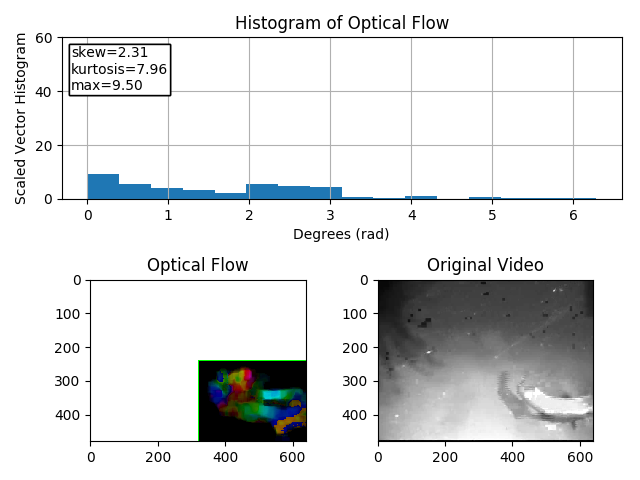 Histogram of Optical Flow
Scaled Vector Histogram
60
40
20
0
skew=2.31
kurtosis=7.96
max=9.50
0 1 2 3 4 5 6
Degrees (rad)
Optical Flow
0
100
200
300
400
0 200 400 600
Original Video
0
100
200
300
400
0 200 400 600